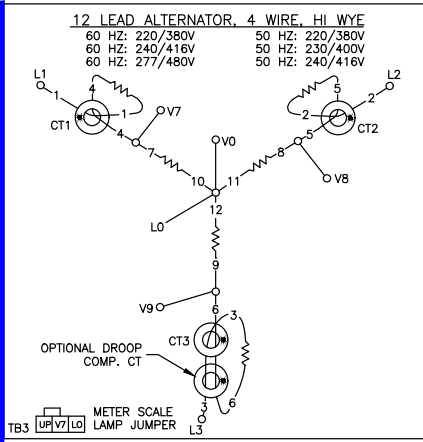 12 LEAD ALTERNATOR, 4 WIRE, HI WYE
60 HZ: 220/380V 50 HZ: 220/380V
60 HZ: 240/416V 50 HZ: 230/400V
60 HZ: 277/480V 50 HZ: 240/416V
L1 L2
4 5
1 1 V7 2 2
CT1 4 V0 5 CT2
7 8
10 11 V8
12
L0
9
V9 6
3
CT3
OPTIONAL DROOP
COMP. CT
3 6
L3
METER SCALE
TB3 UP V7 L0 LAMP JUMPER